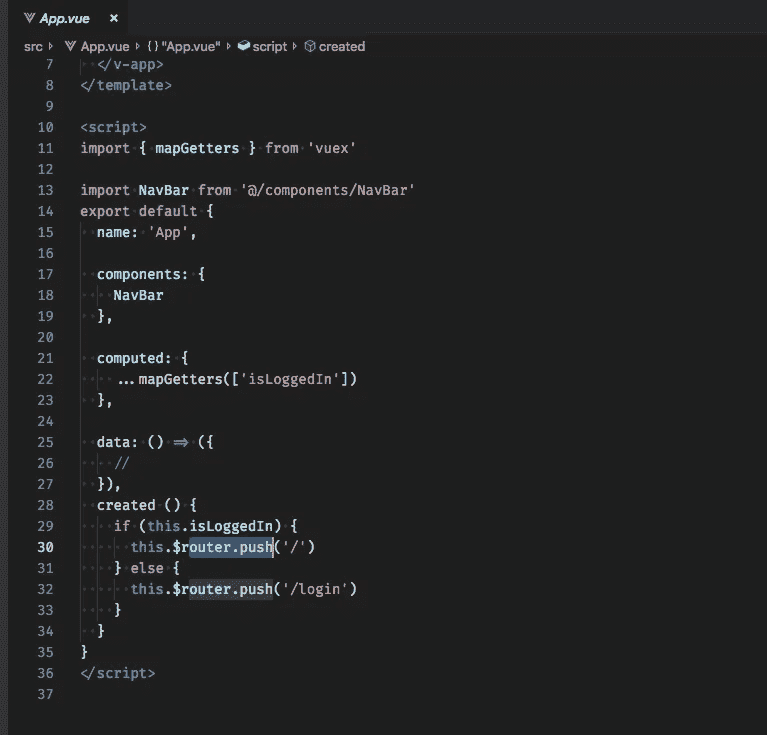 App.vue ×
src App.vue {} "App.vue" script created
7 </v-app>
8 </template>
9
10 <script>
11 import { mapGetters } from 'vuex'
12
13 import NavBar from '@/components/NavBar'
14 export default {
15   name: 'App',
16
17   components: {
18     NavBar
19   },
20
21   computed: {
22     ...mapGetters(['isLoggedIn'])
23   },
24
25   data: () => ({
26     //
27   }),
28   created () {
29     if (this.isLoggedIn) {
30       this.$router.push('/')
31     } else {
32       this.$router.push('/login')
33     }
34   }
35 }
36 </script>
37